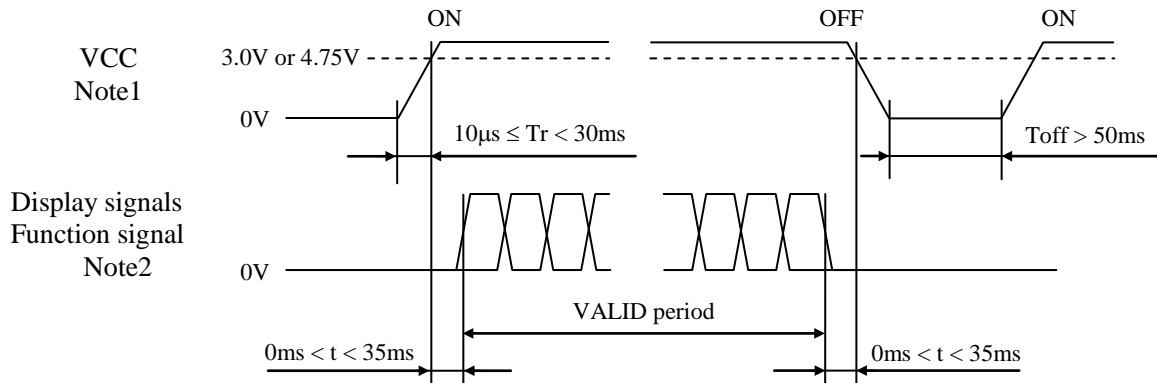 ON
OFF
ON
VCC
Note1
3.0V or 4.75V
0V
10μs ≤ Tr < 30ms
Toff > 50ms
Display signals
Function signal
Note2
0V
VALID period
0ms < t < 35ms
0ms < t < 35ms